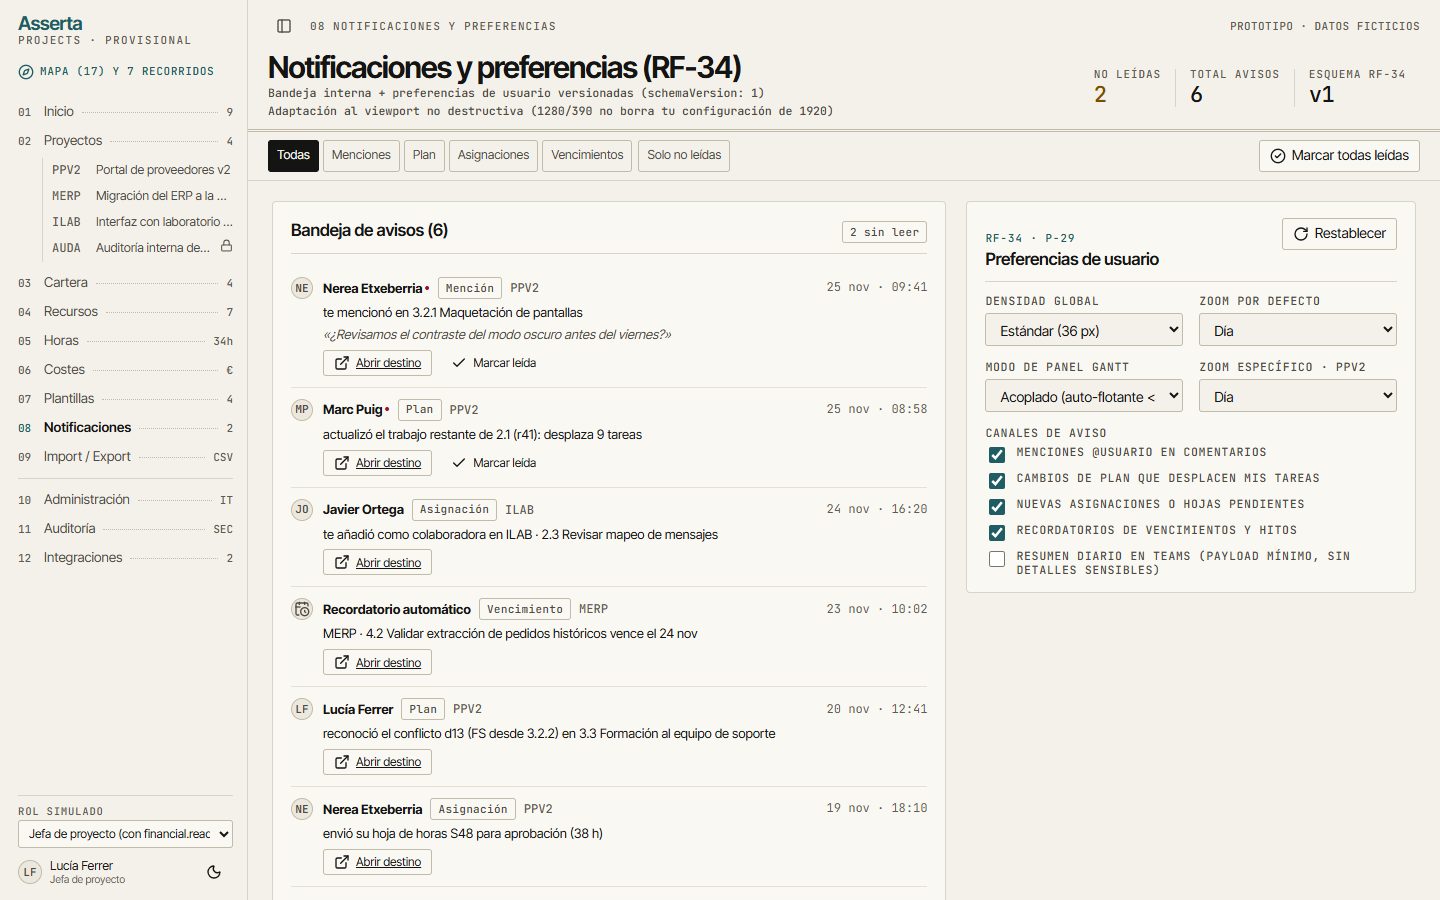 Asserta
PROJECTS · PROVISIONAL
MAPA (17) Y 7 RECORRIDOS
01 Inicio 9
02 Proyectos 4
PPV2 Portal de proveedores v2
MERP Migración del ERP a la ...
ILAB Interfaz con laboratorio ...
AUDA Auditoría interna de...
03 Cartera 4
04 Recursos 7
05 Horas 34h
06 Costes €
07 Plantillas 4
08 Notificaciones 2
09 Import / Export CSV
10 Administración IT
11 Auditoría SEC
12 Integraciones 2
ROL SIMULADO
Jefa de proyecto (con financial.read
LF Lucía Ferrer
Jefa de proyecto
08 NOTIFICACIONES Y PREFERENCIAS
PROTOTIPO · DATOS FICTICIOS
Notificaciones y preferencias (RF-34)
Bandeja interna + preferencias de usuario versionadas (schemaVersion: 1)
Adaptación al viewport no destructiva (1280/390 no borra tu configuración de 1920)
NO LEÍDAS
2
TOTAL AVISOS
6
ESQUEMA RF-34
v1
Todas Menciones Plan Asignaciones Vencimientos Solo no leídas
Marcar todas leídas
Bandeja de avisos (6)
2 sin leer
NE Nerea Etxeberria • Mención PPV2 25 nov · 09:41
te mencionó en 3.2.1 Maquetación de pantallas
«¿Revisamos el contraste del modo oscuro antes del viernes?»
Abrir destino Marcar leída
MP Marc Puig • Plan PPV2 25 nov · 08:58
actualizó el trabajo restante de 2.1 (r41): desplaza 9 tareas
Abrir destino Marcar leída
JO Javier Ortega Asignación ILAB 24 nov · 16:20
te añadió como colaboradora en ILAB · 2.3 Revisar mapeo de mensajes
Abrir destino
Recordatorio automático Vencimiento MERP 23 nov · 10:02
MERP · 4.2 Validar extracción de pedidos históricos vence el 24 nov
Abrir destino
LF Lucía Ferrer Plan PPV2 20 nov · 12:41
reconoció el conflicto d13 (FS desde 3.2.2) en 3.3 Formación al equipo de soporte
Abrir destino
NE Nerea Etxeberria Asignación PPV2 19 nov · 18:10
envió su hoja de horas S48 para aprobación (38 h)
Abrir destino
RF-34 · P-29
Preferencias de usuario
Restablecer
DENSIDAD GLOBAL
Estándar (36 px)
ZOOM POR DEFECTO
Día
MODO DE PANEL GANTT
Acoplado (auto-flotante <
ZOOM ESPECÍFICO · PPV2
Día
CANALES DE AVISO
MENCIONES @USUARIO EN COMENTARIOS
CAMBIOS DE PLAN QUE DESPLACEN MIS TAREAS
NUEVAS ASIGNACIONES O HOJAS PENDIENTES
RECORDATORIOS DE VENCIMIENTOS Y HITOS
RESUMEN DIARIO EN TEAMS (PAYLOAD MÍNIMO, SIN
DETALLES SENSIBLES)